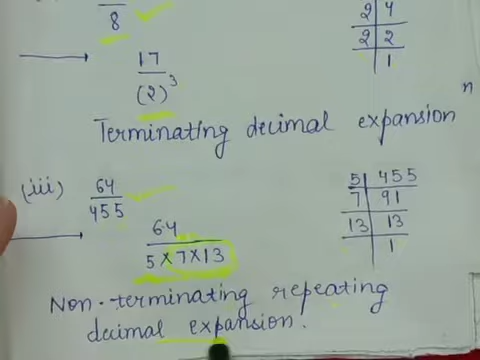 8
2 | 4
2 | 2
1
17
(2)³
n
Terminating decimal expansion
(iii) 64/455
5 | 455
7 | 91
13 | 13
1
64
5×7×13
Non-terminating repeating
decimal expansion.